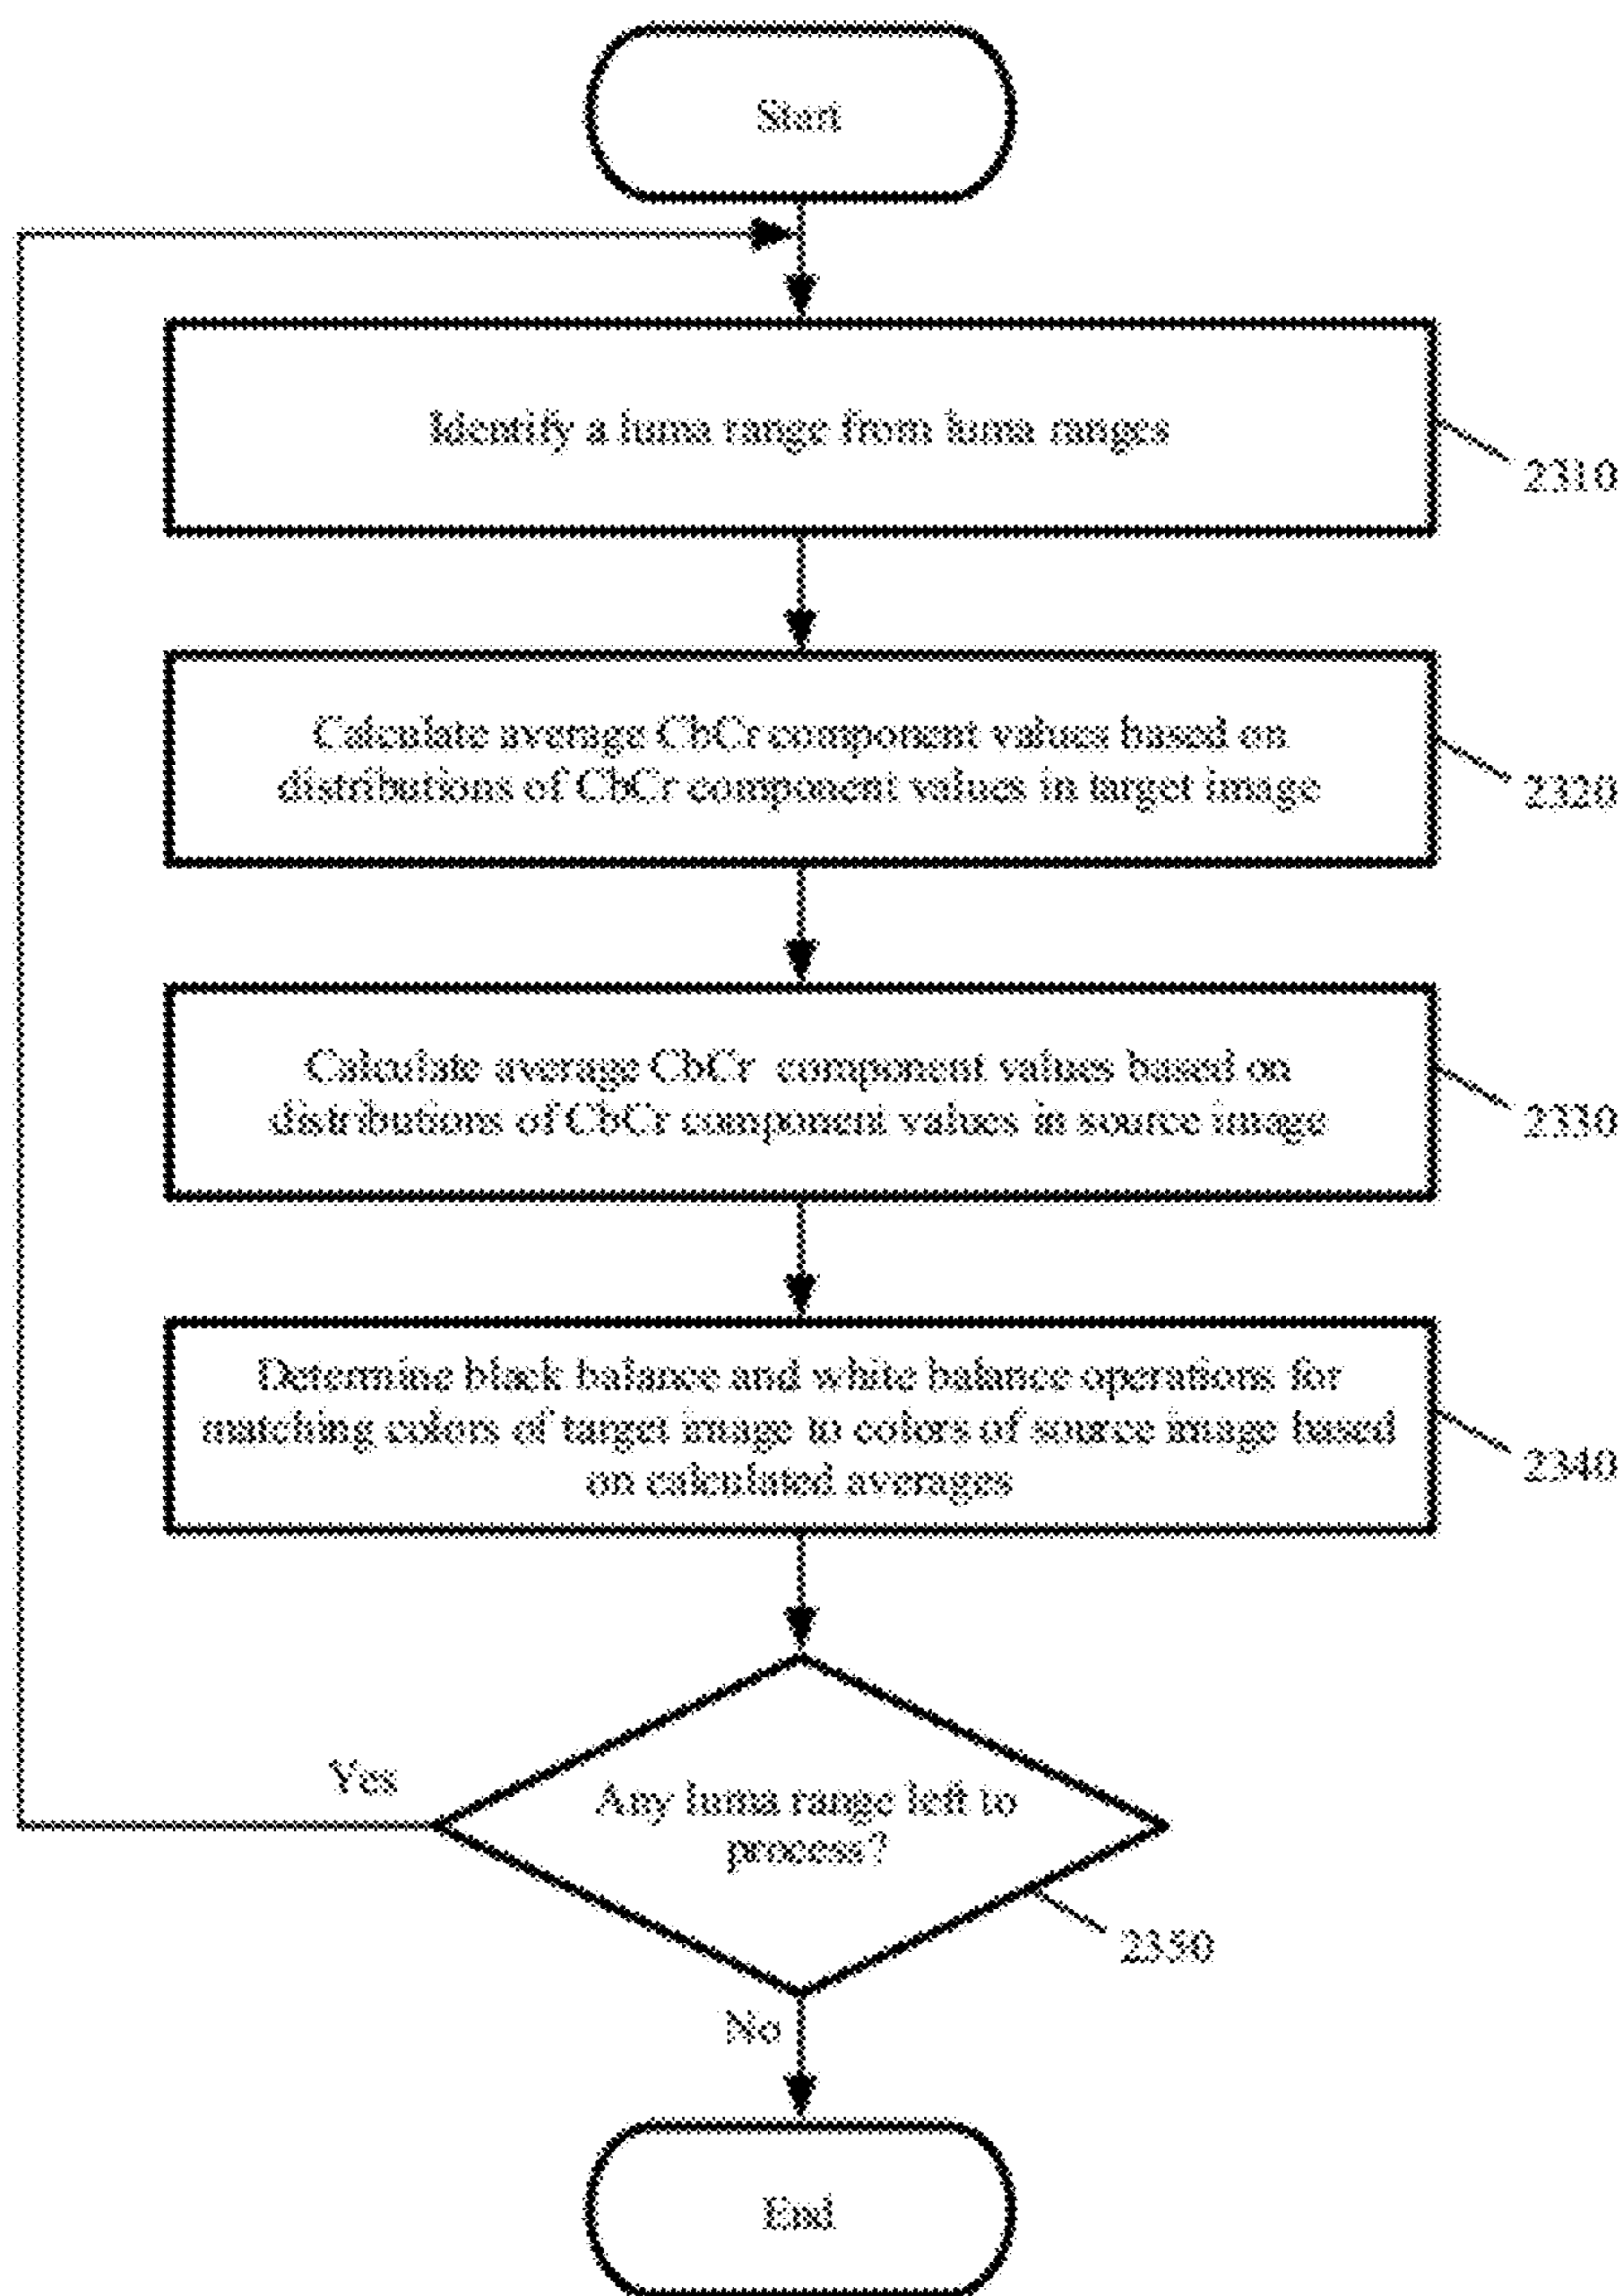 Start
Identify a luma range from luma ranges
2310
Calculate average CbCr component values based on
distributions of CbCr component values in target image
2320
Calculate average CbCr component values based on
distributions of CbCr component values in source image
2330
Determine black balance and white balance operations for
matching colors of target image to colors of source image based
on calculated averages
2340
Yes
Any luma range left to
process?
2350
No
End